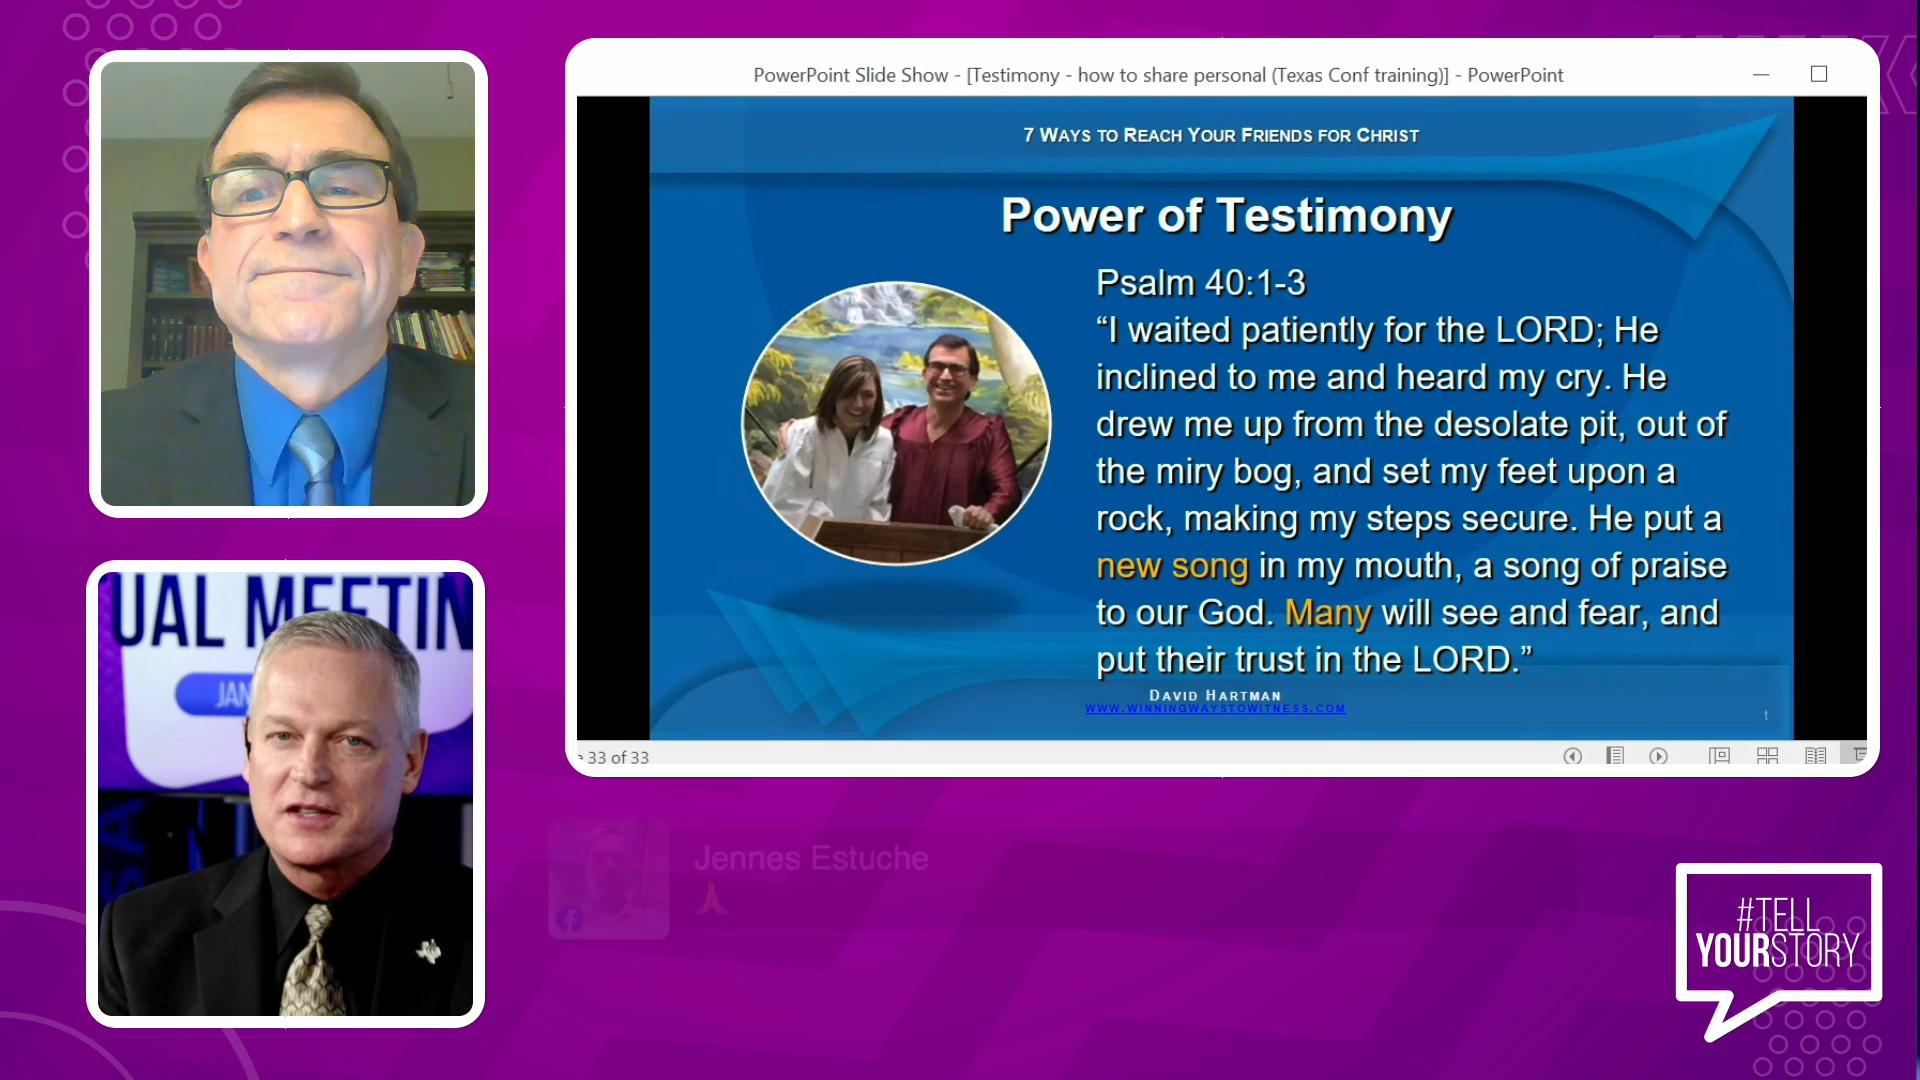 UAL MEETIN
JAN
PowerPoint Slide Show - [Testimony - how to share personal (Texas Conf training)] - PowerPoint
7 WAYS TO REACH YOUR FRIENDS FOR CHRIST
Power of Testimony
Psalm 40:1-3
“I waited patiently for the LORD; He
inclined to me and heard my cry. He
drew me up from the desolate pit, out of
the miry bog, and set my feet upon a
rock, making my steps secure. He put a
new song in my mouth, a song of praise
to our God. Many will see and fear, and
put their trust in the LORD.”
DAVID HARTMAN
WWW.WINNINGWAYSTOWITNESS.COM
t
33 of 33
Jennes Estuche
#TELL
YOURSTORY